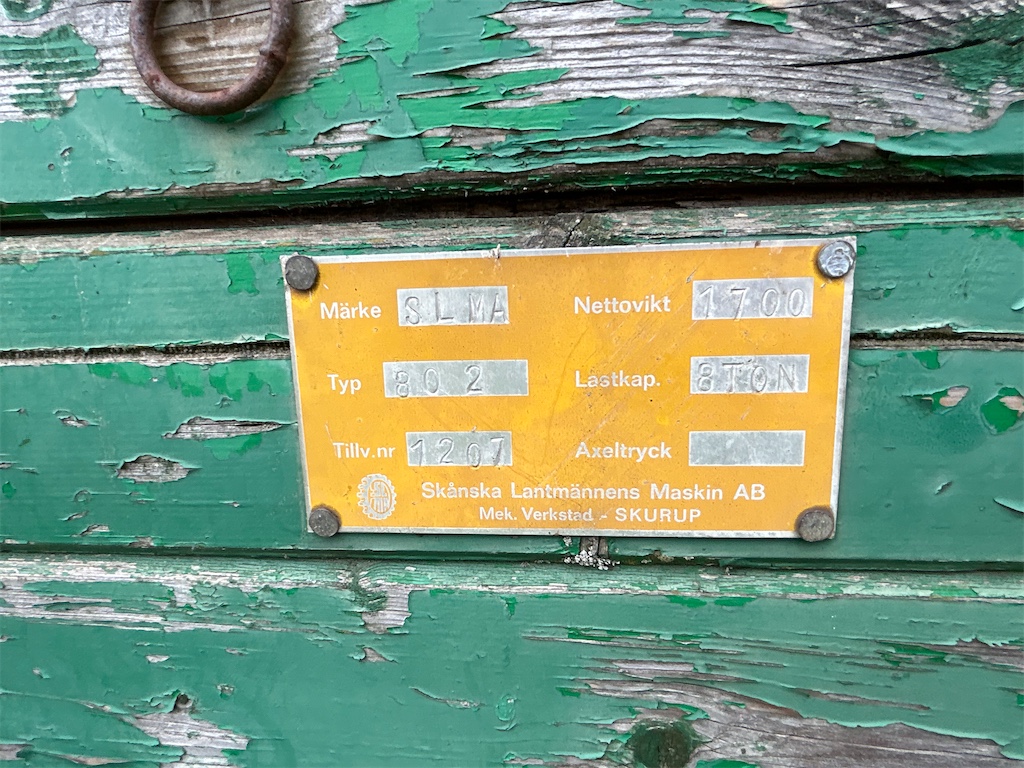 Märke SLMA Nettovikt 1700
Typ 802 Lastkap. 8TON
Tillv.nr 1207 Axeltryck
Skånska Lantmännens Maskin AB
Mek. Verkstad - SKURUP